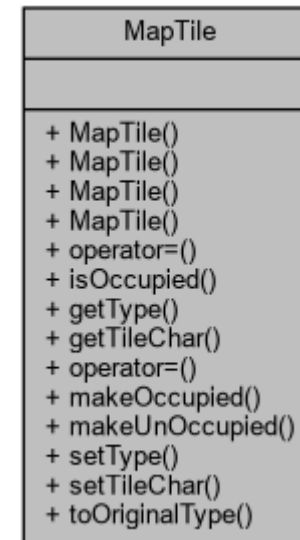 MapTile
+ MapTile()
+ MapTile()
+ MapTile()
+ MapTile()
+ operator=()
+ isOccupied()
+ getType()
+ getTileChar()
+ operator=()
+ makeOccupied()
+ makeUnOccupied()
+ setType()
+ setTileChar()
+ toOriginalType()